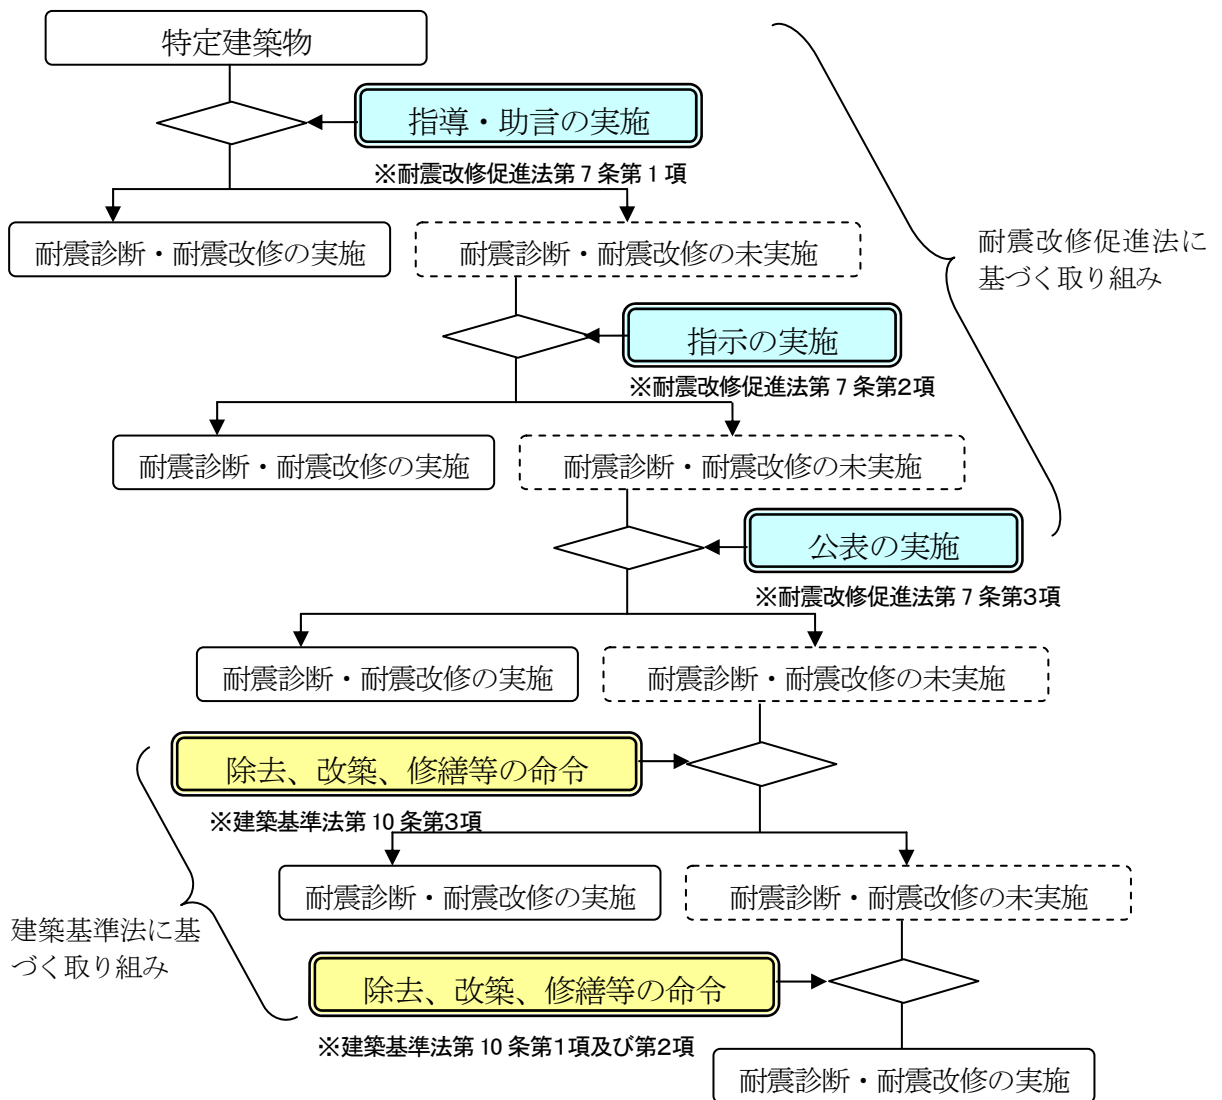 特定建築物
指導・助言の実施
※耐震改修促進法第７条第１項
耐震診断・耐震改修の実施
耐震診断・耐震改修の未実施
耐震改修促進法に
基づく取り組み
指示の実施
※耐震改修促進法第７条第２項
耐震診断・耐震改修の実施
耐震診断・耐震改修の未実施
公表の実施
※耐震改修促進法第７条第３項
耐震診断・耐震改修の実施
耐震診断・耐震改修の未実施
除去、改築、修繕等の命令
※建築基準法第 10 条第３項
耐震診断・耐震改修の実施
耐震診断・耐震改修の未実施
建築基準法に基
づく取り組み
除去、改築、修繕等の命令
※建築基準法第 10 条第１項及び第２項
耐震診断・耐震改修の実施